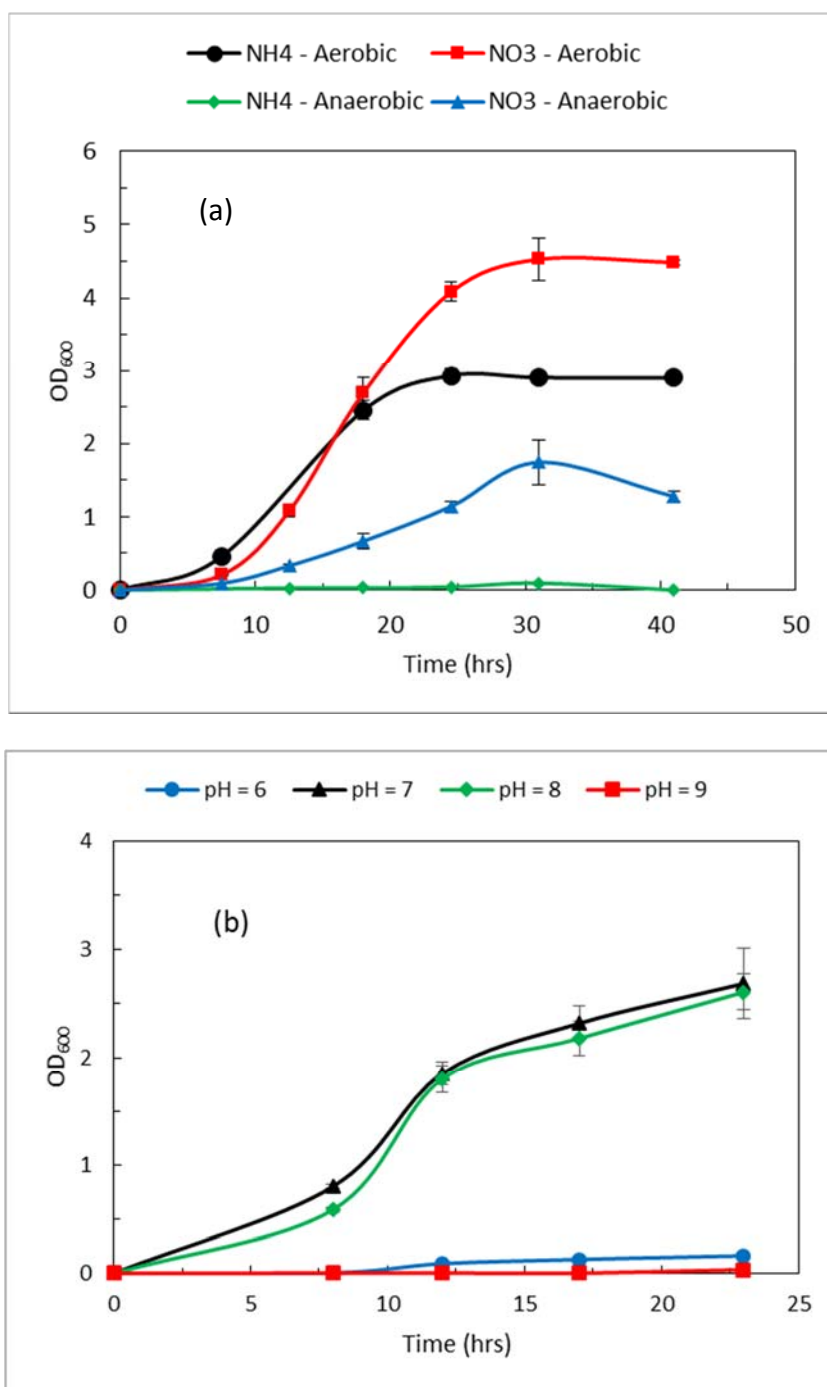 NH4 - Aerobic NO3 - Aerobic
NH4 - Anaerobic NO3 - Anaerobic
6
(a)
5
4
3
2
1
0
OD600
0 10 20 30 40 50
Time (hrs)
pH = 6 pH = 7 pH = 8 pH = 9
4
(b)
3
2
1
0
OD600
0 5 10 15 20 25
Time (hrs)